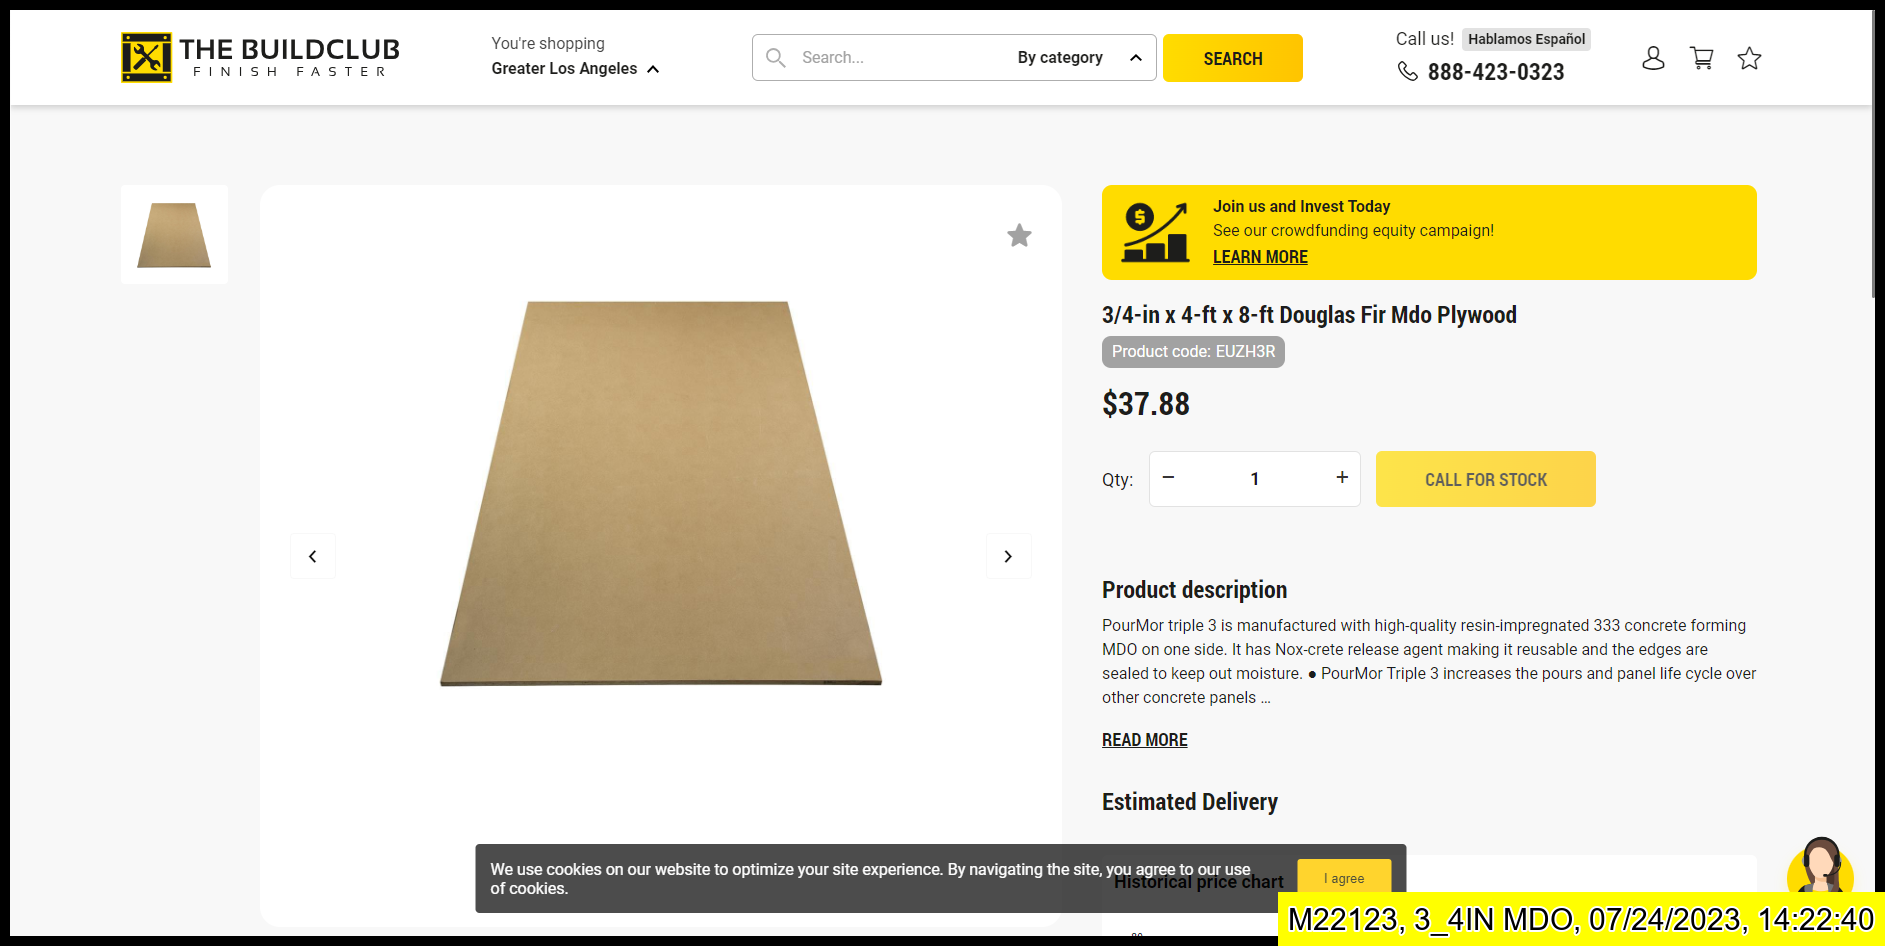 THE BUILDCLUB
FINISH FASTER
You're shopping
Greater Los Angeles
Search...
By category
SEARCH
Call us! Hablamos Español
888-423-0323
Join us and Invest Today
See our crowdfunding equity campaign!
LEARN MORE
3/4-in x 4-ft x 8-ft Douglas Fir Mdo Plywood
Product code: EUZH3R
$37.88
Qty: − 1 +
CALL FOR STOCK
Product description
PourMor triple 3 is manufactured with high-quality resin-impregnated 333 concrete forming
MDO on one side. It has Nox-crete release agent making it reusable and the edges are
sealed to keep out moisture. ● PourMor Triple 3 increases the pours and panel life cycle over
other concrete panels ...
READ MORE
Estimated Delivery
Historical price chart
We use cookies on our website to optimize your site experience. By navigating the site, you agree to our use
of cookies.
I agree
M22123, 3_4IN MDO, 07/24/2023, 14:22:40